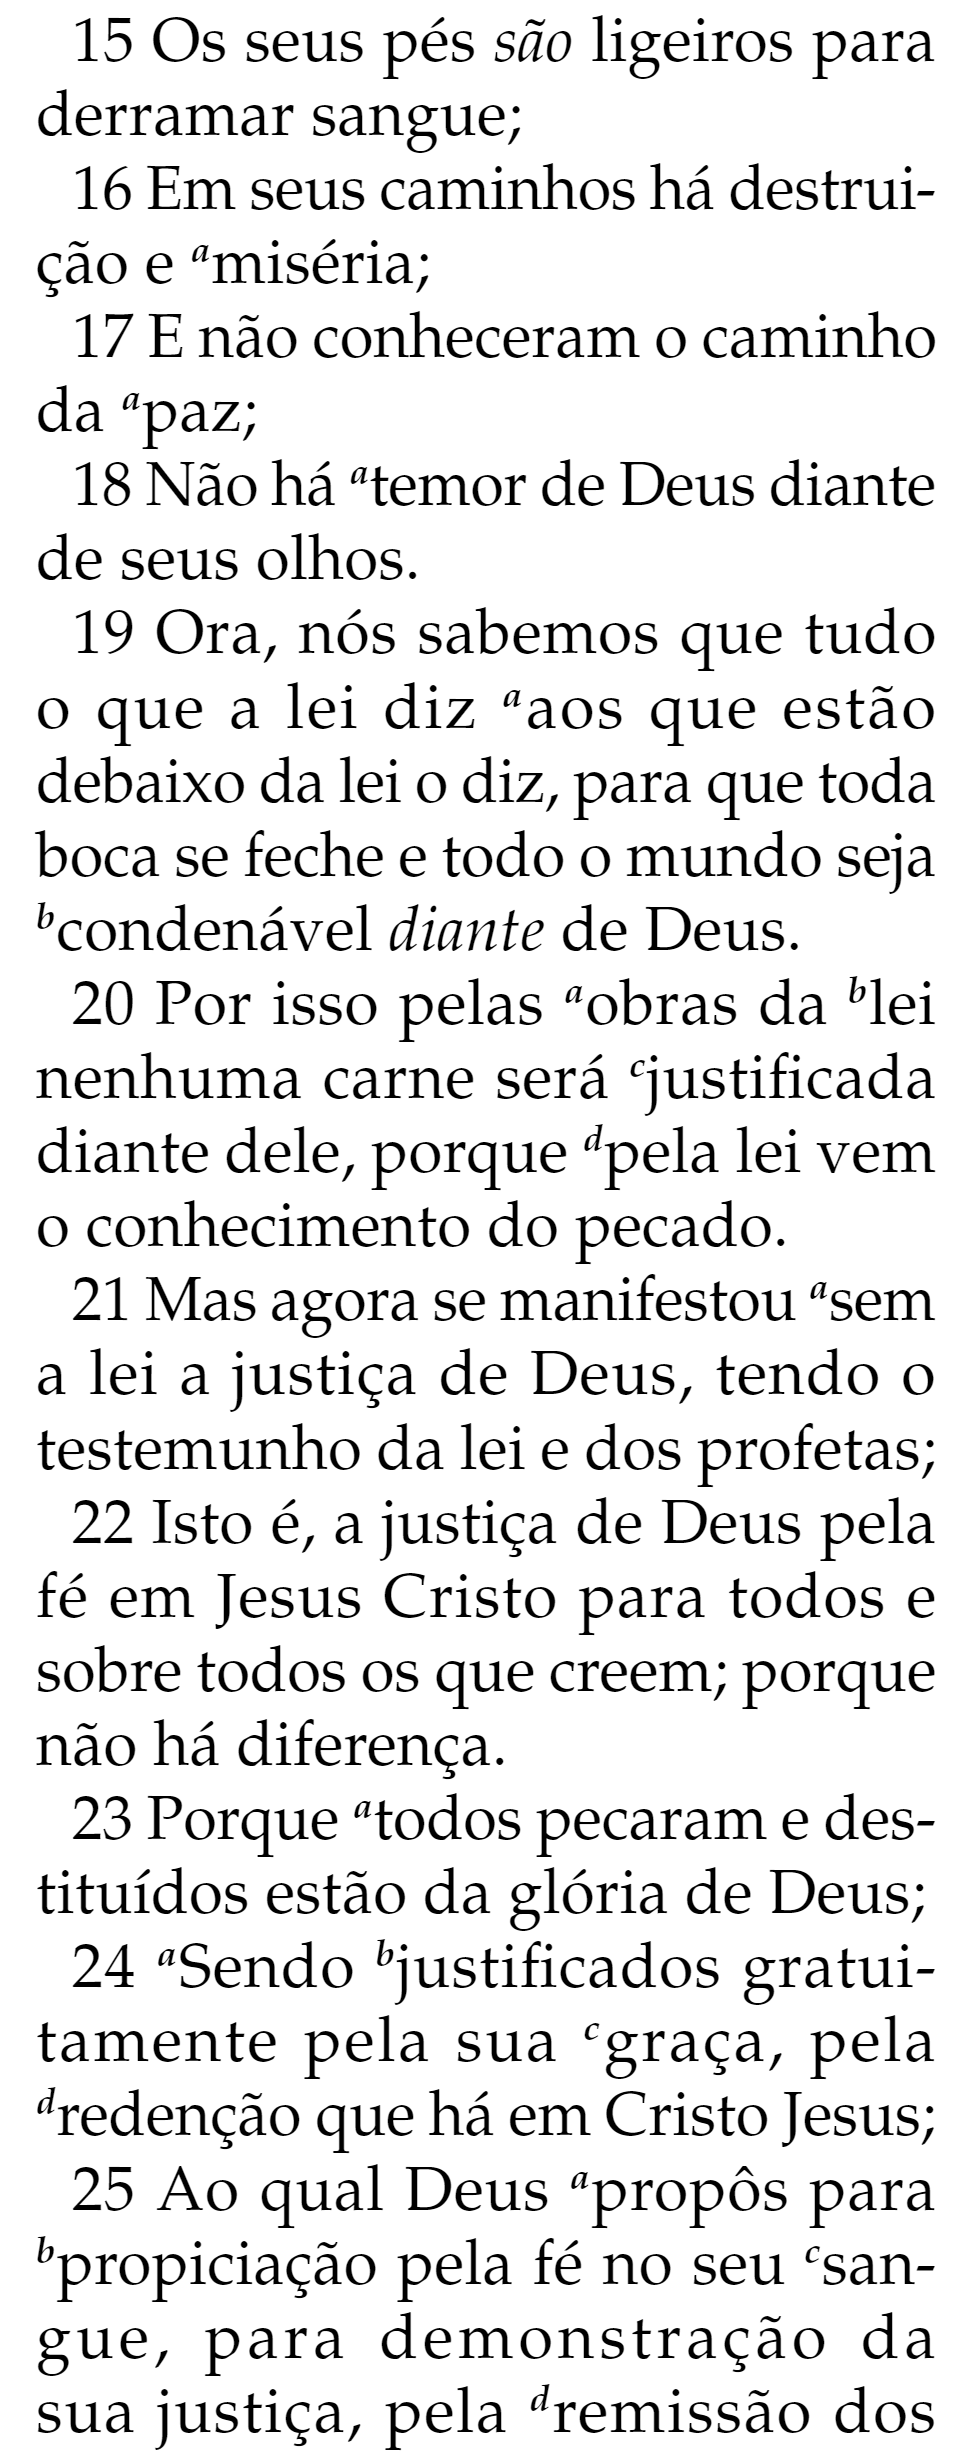 15 Os seus pés são ligeiros para
derramar sangue;
16 Em seus caminhos há destrui-
ção e ᵃmiséria;
17 E não conheceram o caminho
da ᵃpaz;
18 Não há ᵃtemor de Deus diante
de seus olhos.
19 Ora, nós sabemos que tudo
o que a lei diz ᵃaos que estão
debaixo da lei o diz, para que toda
boca se feche e todo o mundo seja
ᵇcondenável diante de Deus.
20 Por isso pelas ᵃobras da ᵇlei
nenhuma carne será ᶜjustificada
diante dele, porque ᵈpela lei vem
o conhecimento do pecado.
21 Mas agora se manifestou ᵃsem
a lei a justiça de Deus, tendo o
testemunho da lei e dos profetas;
22 Isto é, a justiça de Deus pela
fé em Jesus Cristo para todos e
sobre todos os que creem; porque
não há diferença.
23 Porque ᵃtodos pecaram e des-
tituídos estão da glória de Deus;
24 ᵃSendo ᵇjustificados gratui-
tamente pela sua ᶜgraça, pela
ᵈredenção que há em Cristo Jesus;
25 Ao qual Deus ᵃpropôs para
ᵇpropiciação pela fé no seu ᶜsan-
gue, para demonstração da
sua justiça, pela ᵈremissão dos